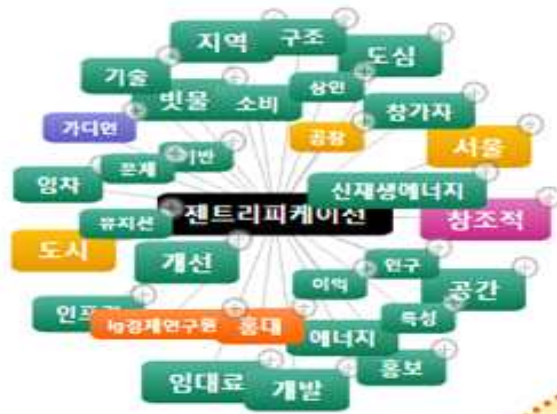 지역
구조
도심
기술
빗물
소비
상인
참가자
가디언
공장
서울
문제
기반
임차
신재생에너지
뮤지션
젠트리피케이션
창조적
도시
개선
이익
인구
공간
lg경제연구원
홍대
에너지
특성
임대료
개발
홍보